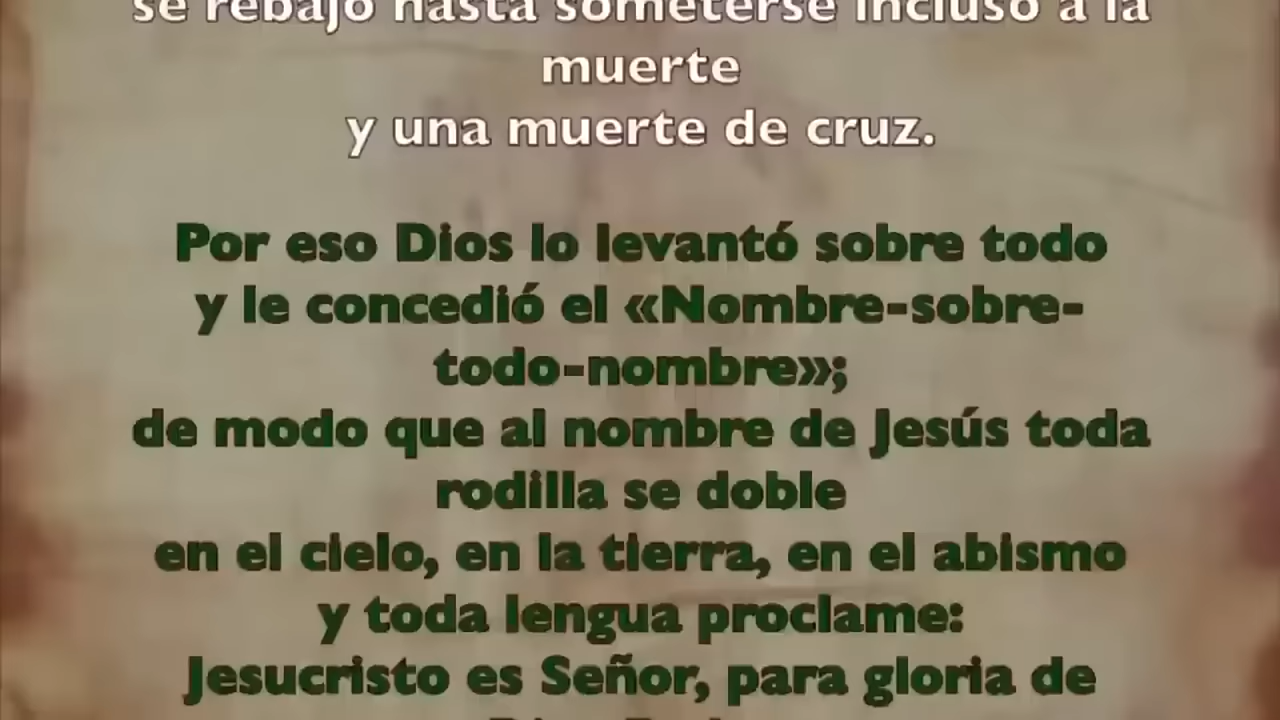 se rebajó hasta someterse incluso a la
muerte
y una muerte de cruz.
Por eso Dios lo levantó sobre todo
y le concedió el «Nombre-sobre-
todo-nombre»;
de modo que al nombre de Jesús toda
rodilla se doble
en el cielo, en la tierra, en el abismo
y toda lengua proclame:
Jesucristo es Señor, para gloria de